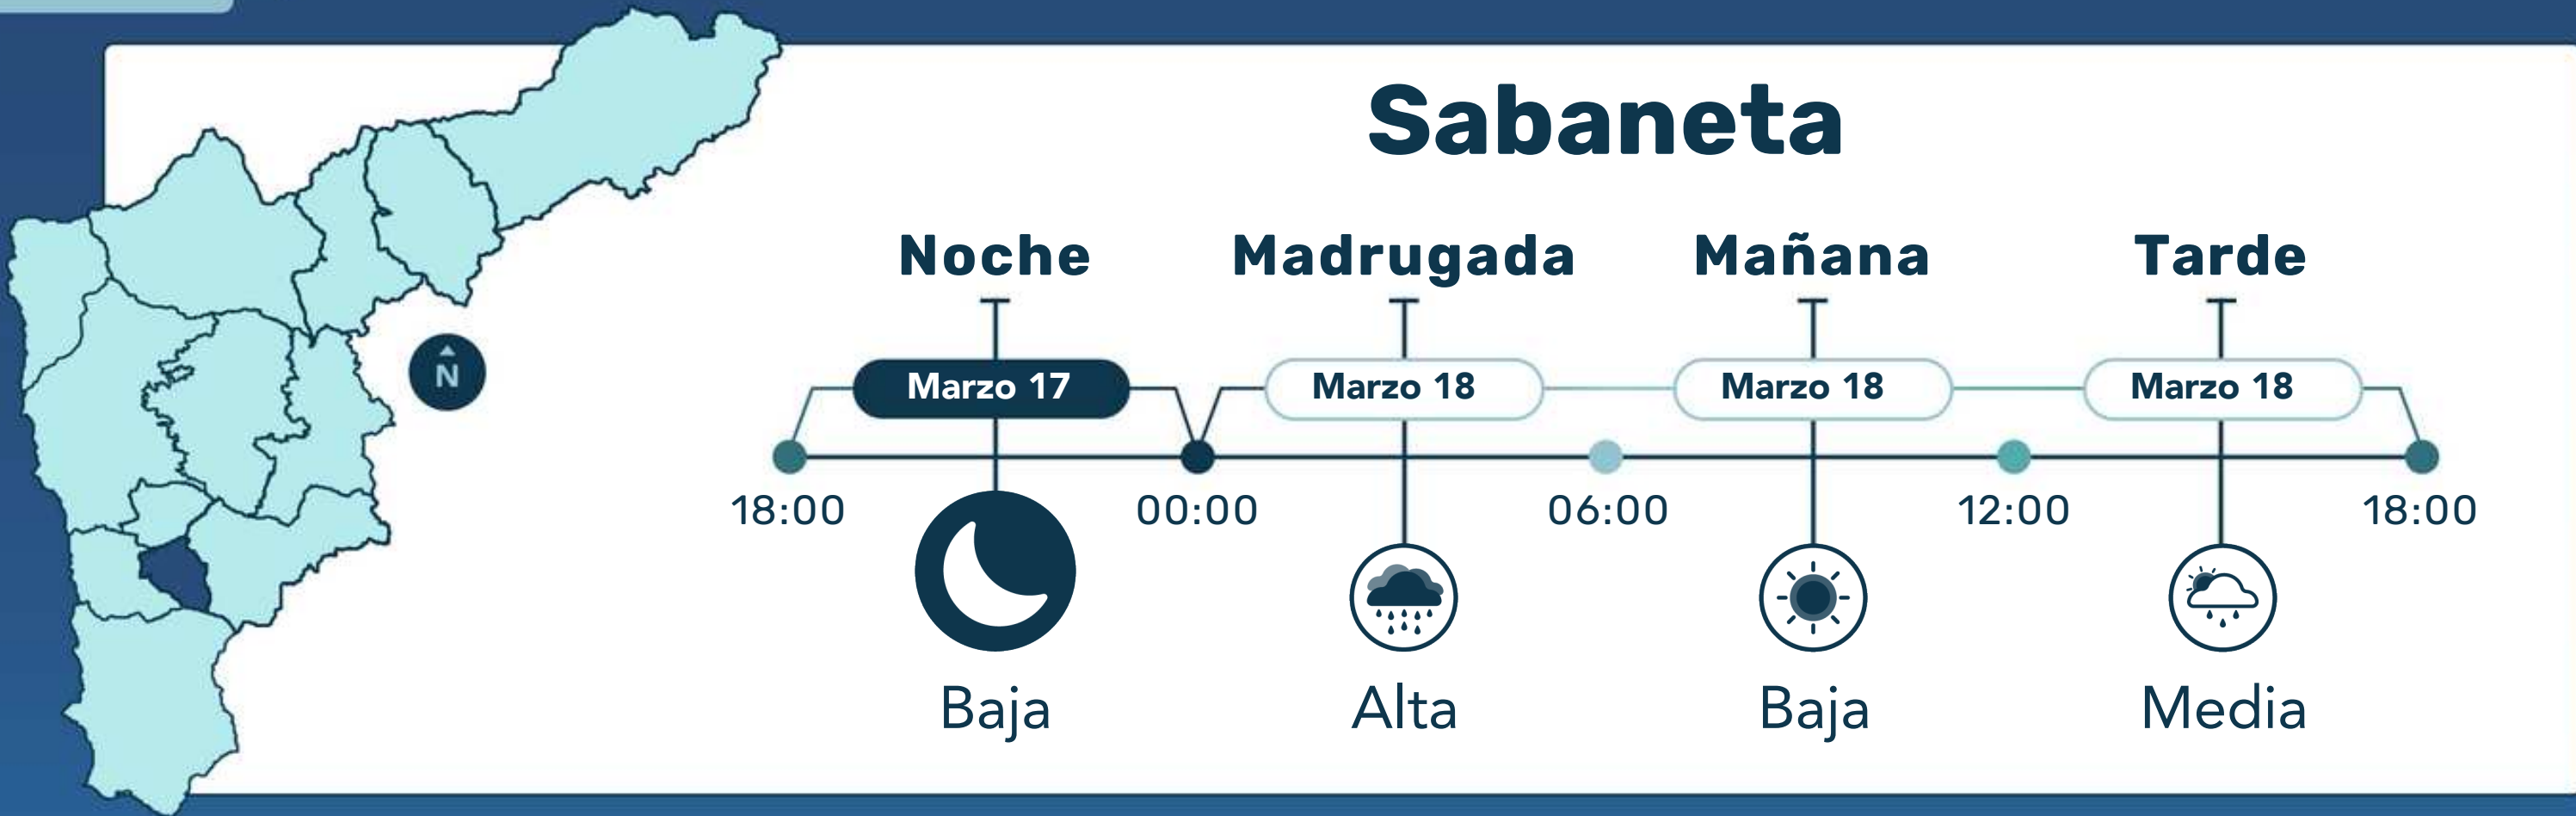 Sabaneta
Noche Madrugada Mañana Tarde
Marzo 17 Marzo 18 Marzo 18 Marzo 18
N
18:00 00:00 06:00 12:00 18:00
Baja Alta Baja Media